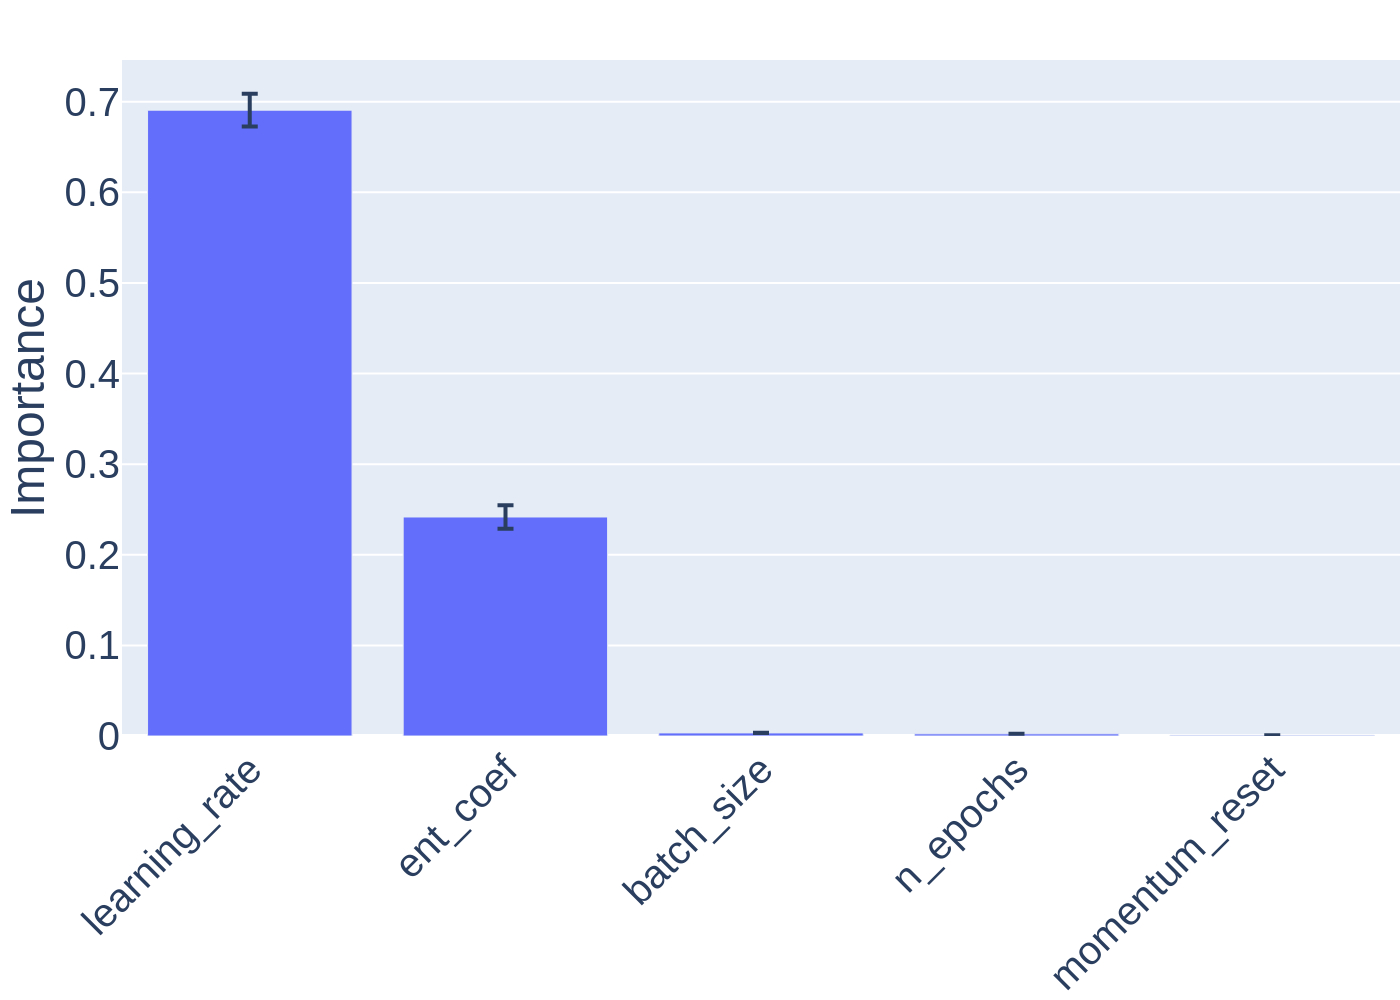 Importance
0.7
0.6
0.5
0.4
0.3
0.2
0.1
0
learning_rate
ent_coef
batch_size
n_epochs
momentum_reset